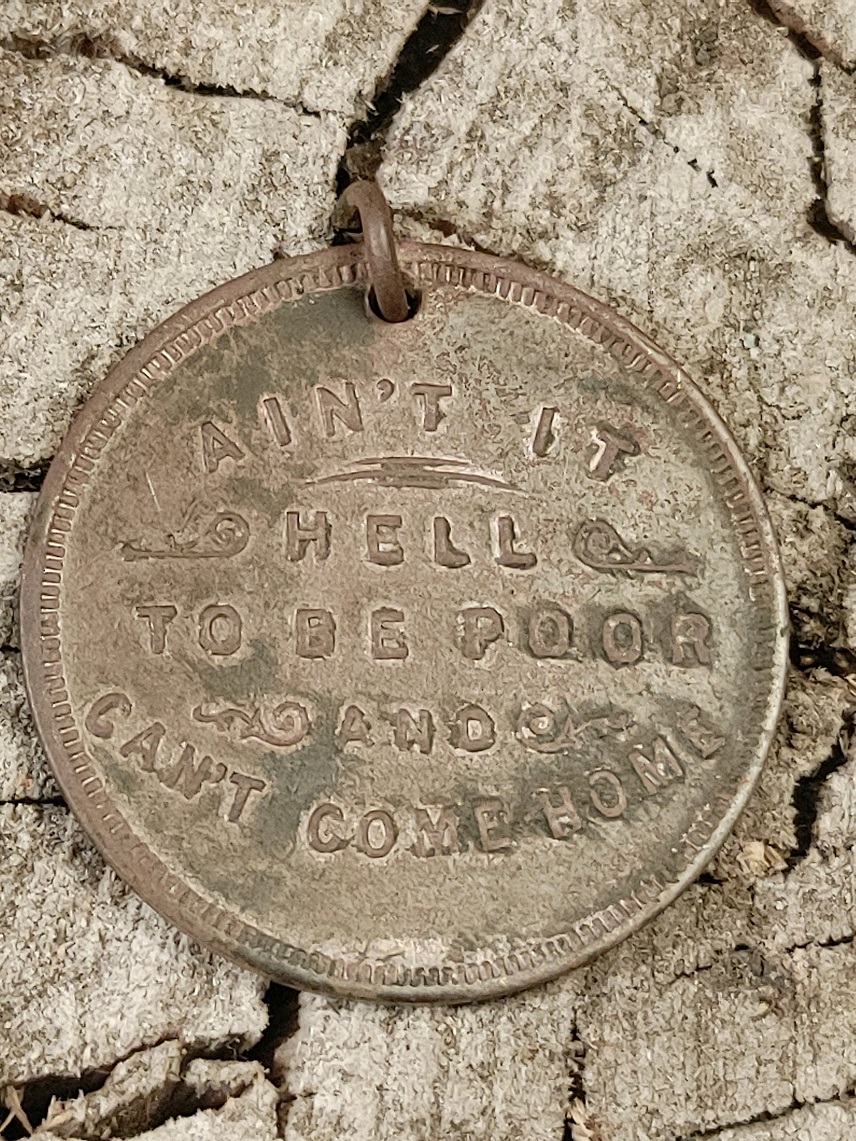 AIN'T IT
HELL
TO BE POOR
AND
CAN'T COME HOME